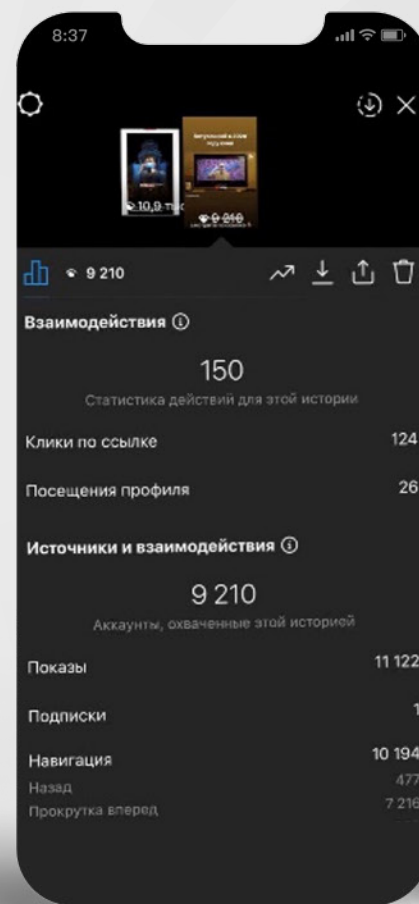 8:37
10,9 тыс
9 210
9 210
Взаимодействия
150
Статистика действий для этой истории
Клики по ссылке 124
Посещения профиля 26
Источники и взаимодействия
9 210
Аккаунты, охваченные этой историей
Показы 11 122
Подписки 1
Навигация 10 194
Назад 477
Прокрутка вперед 7 216